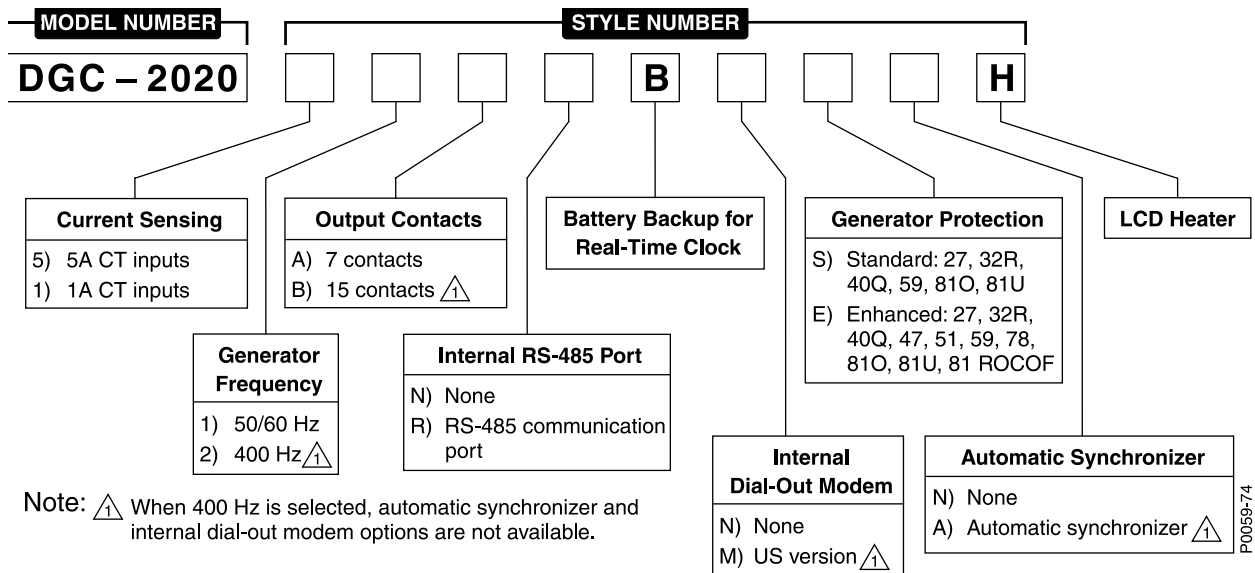 MODEL NUMBER
STYLE NUMBER
DGC – 2020
B
H
Current Sensing
5) 5A CT inputs
1) 1A CT inputs
Output Contacts
A) 7 contacts
B) 15 contacts 1
Battery Backup for
Real-Time Clock
Generator Protection
S) Standard: 27, 32R,
40Q, 59, 81O, 81U
E) Enhanced: 27, 32R,
40Q, 47, 51, 59, 78,
81O, 81U, 81 ROCOF
LCD Heater
Generator
Frequency
1) 50/60 Hz
2) 400 Hz 1
Internal RS-485 Port
N) None
R) RS-485 communication
port
Internal
Dial-Out Modem
N) None
M) US version 1
Automatic Synchronizer
N) None
A) Automatic synchronizer 1
Note: 1 When 400 Hz is selected, automatic synchronizer and
internal dial-out modem options are not available.
P0059-74